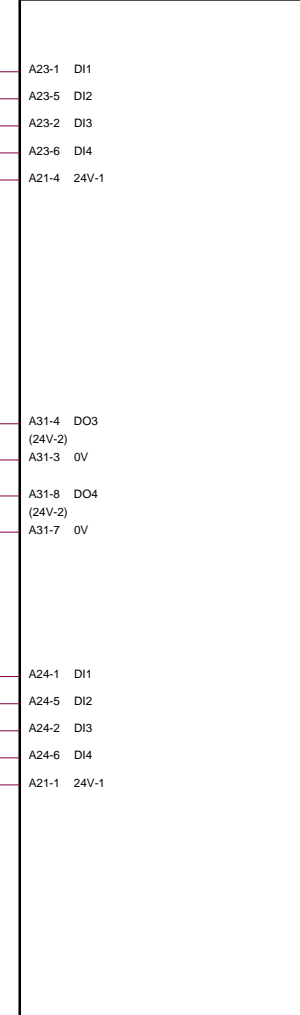 A23-1 DI1
A23-5 DI2
A23-2 DI3
A23-6 DI4
A21-4 24V-1
A31-4 DO3
(24V-2)
A31-3 0V
A31-8 DO4
(24V-2)
A31-7 0V
A24-1 DI1
A24-5 DI2
A24-2 DI3
A24-6 DI4
A21-1 24V-1